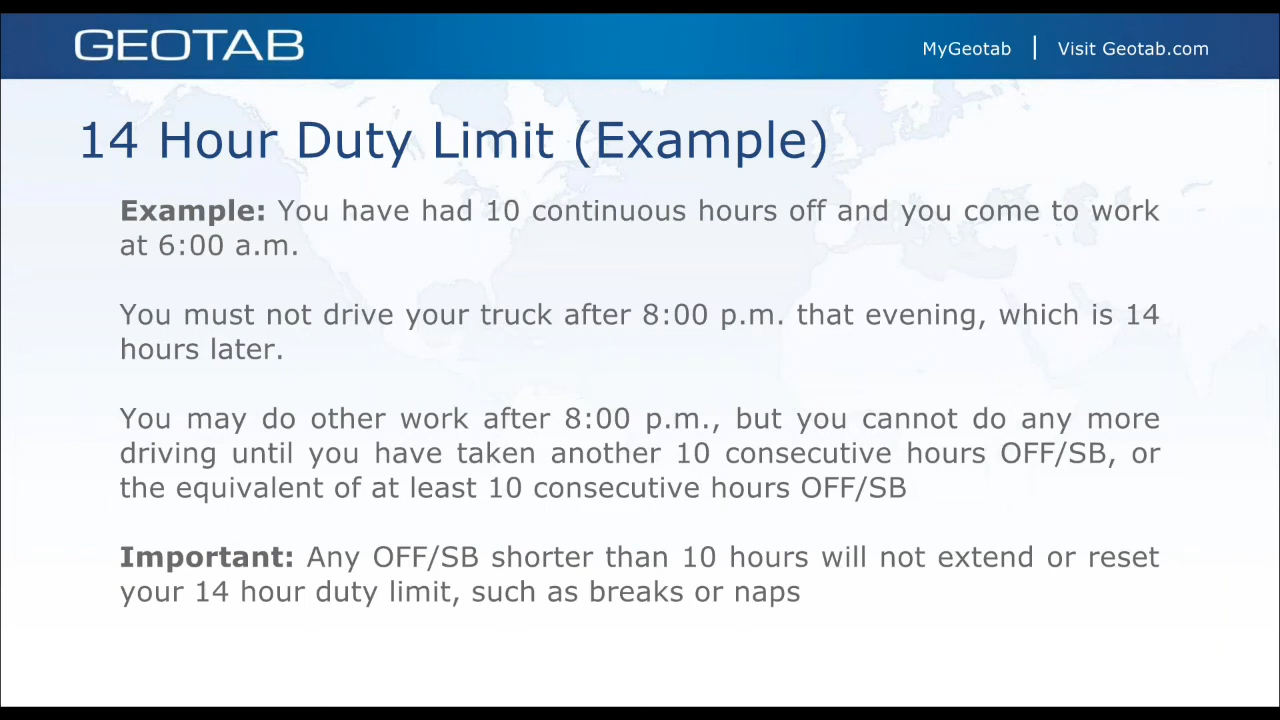 GEOTAB
MyGeotab | Visit Geotab.com
14 Hour Duty Limit (Example)
Example: You have had 10 continuous hours off and you come to work
at 6:00 a.m.
You must not drive your truck after 8:00 p.m. that evening, which is 14
hours later.
You may do other work after 8:00 p.m., but you cannot do any more
driving until you have taken another 10 consecutive hours OFF/SB, or
the equivalent of at least 10 consecutive hours OFF/SB
Important: Any OFF/SB shorter than 10 hours will not extend or reset
your 14 hour duty limit, such as breaks or naps